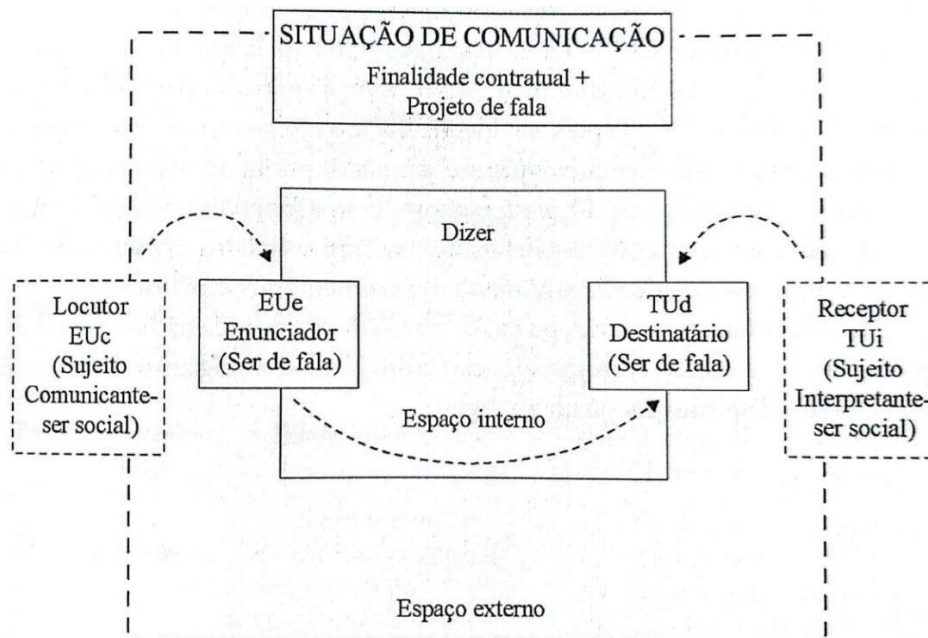 SITUAÇÃO DE COMUNICAÇÃO
Finalidade contratual +
Projeto de fala
Dizer
Locutor
EUc
(Sujeito
Comunicante-
ser social)
EUe
Enunciador
(Ser de fala)
TUd
Destinatário
(Ser de fala)
Receptor
TUi
(Sujeito
Interpretante-
ser social)
Espaço interno
Espaço externo